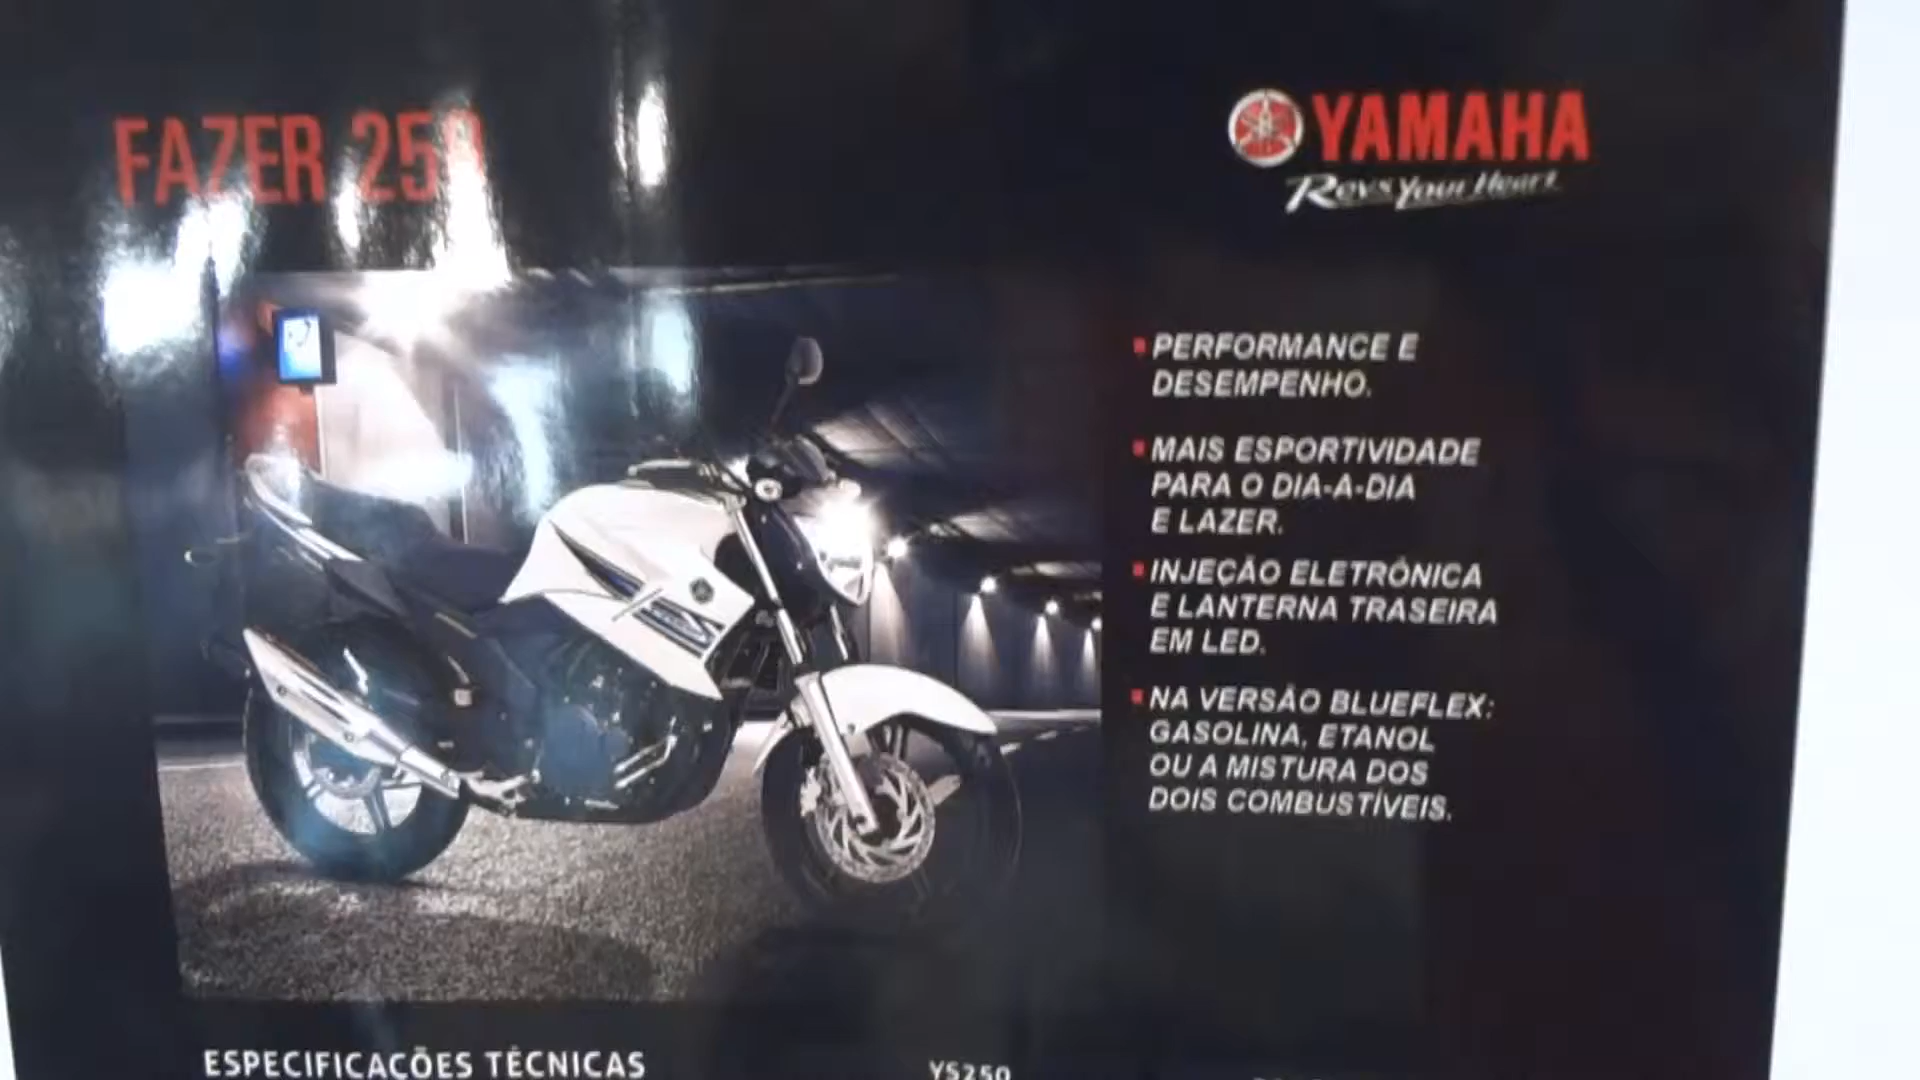 FAZER 250
YAMAHA
Revs Your Heart
PERFORMANCE E
DESEMPENHO.
MAIS ESPORTIVIDADE
PARA O DIA-A-DIA
E LAZER.
INJEÇÃO ELETRÔNICA
E LANTERNA TRASEIRA
EM LED.
NA VERSÃO BLUEFLEX:
GASOLINA, ETANOL
OU A MISTURA DOS
DOIS COMBUSTÍVEIS.
ESPECIFICAÇÕES TÉCNICAS
YS250